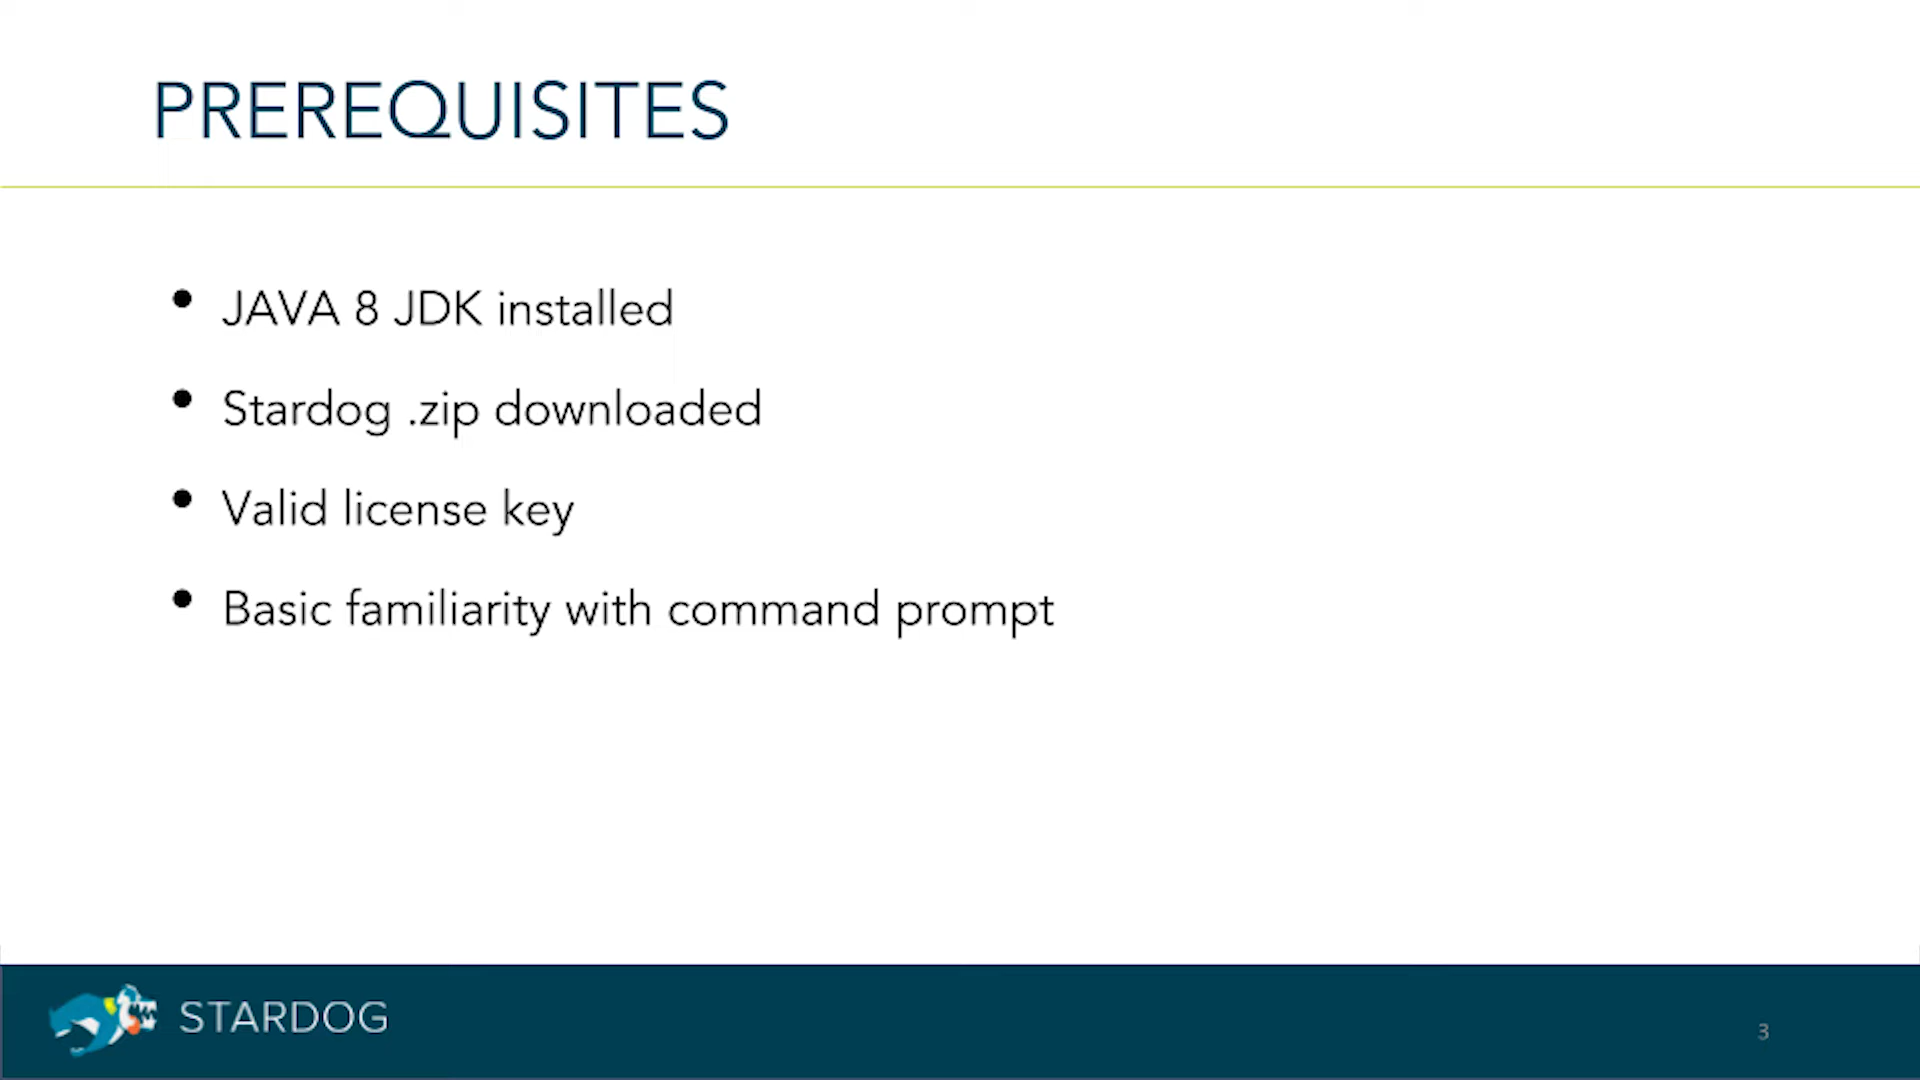 PREREQUISITES
• JAVA 8 JDK installed
• Stardog .zip downloaded
• Valid license key
• Basic familiarity with command prompt
STARDOG
3